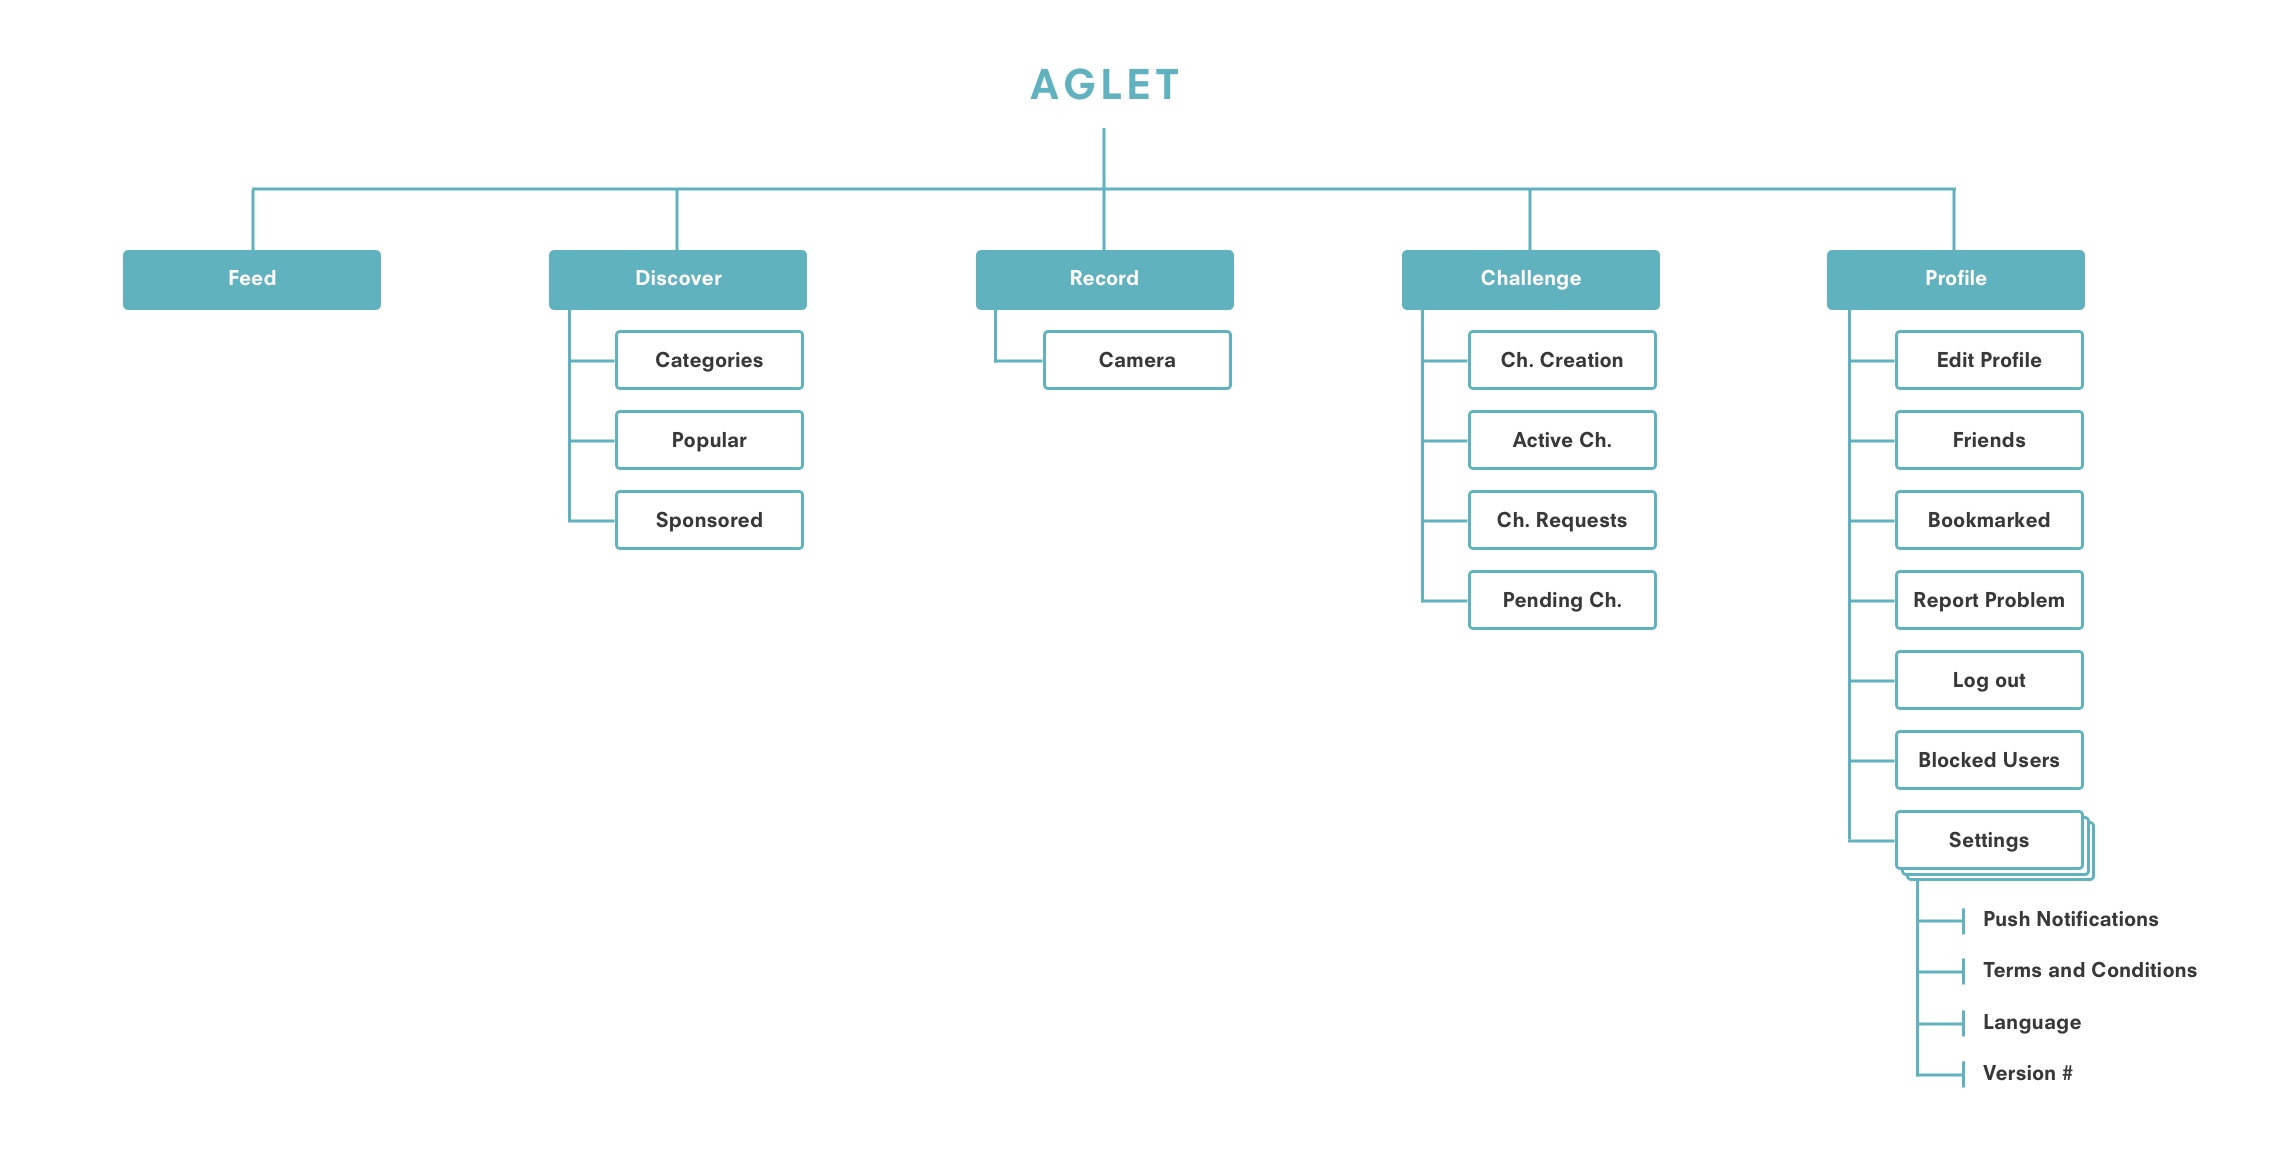 AGLET
Feed
Discover
Categories
Popular
Sponsored
Record
Camera
Challenge
Ch. Creation
Active Ch.
Ch. Requests
Pending Ch.
Profile
Edit Profile
Friends
Bookmarked
Report Problem
Log out
Blocked Users
Settings
Push Notifications
Terms and Conditions
Language
Version #